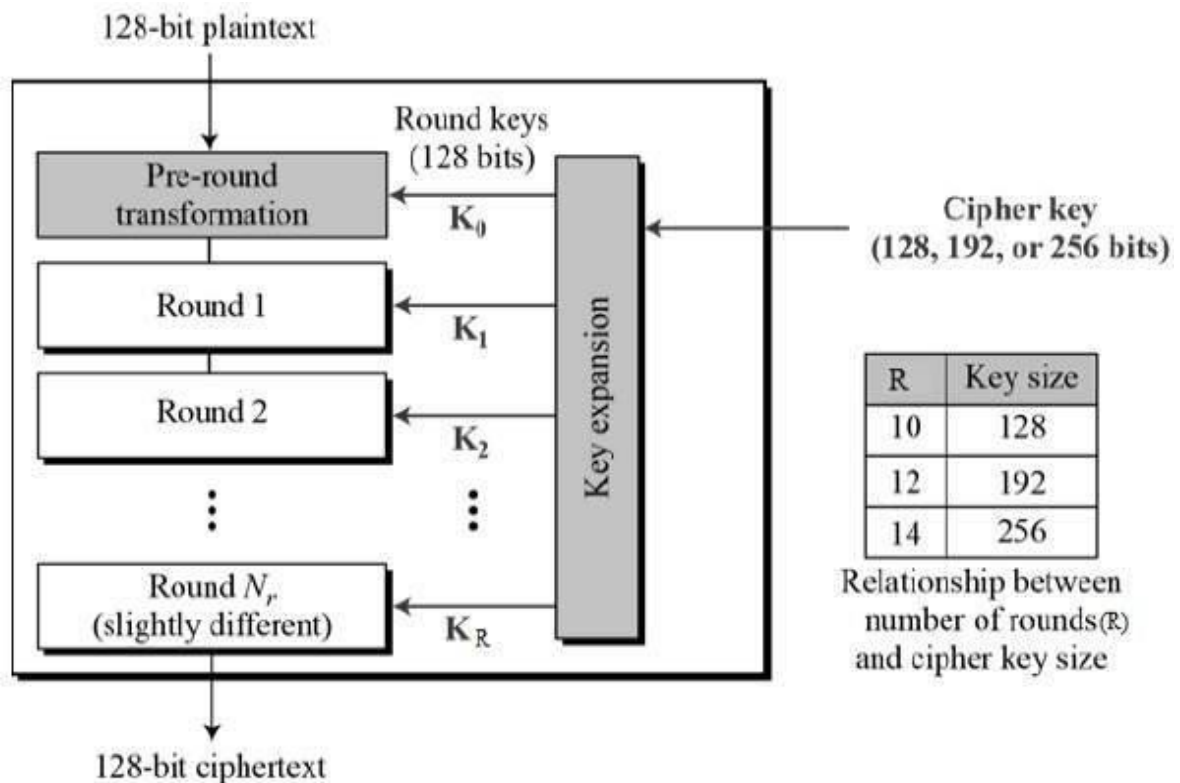 128-bit plaintext
Round keys
(128 bits)
Pre-round
transformation
K0
Cipher key
(128, 192, or 256 bits)
Round 1
K1
Key expansion
Round 2
K2
R Key size
10 128
12 192
14 256
Relationship between
number of rounds(R)
and cipher key size
Round Nr
(slightly different)
KR
128-bit ciphertext